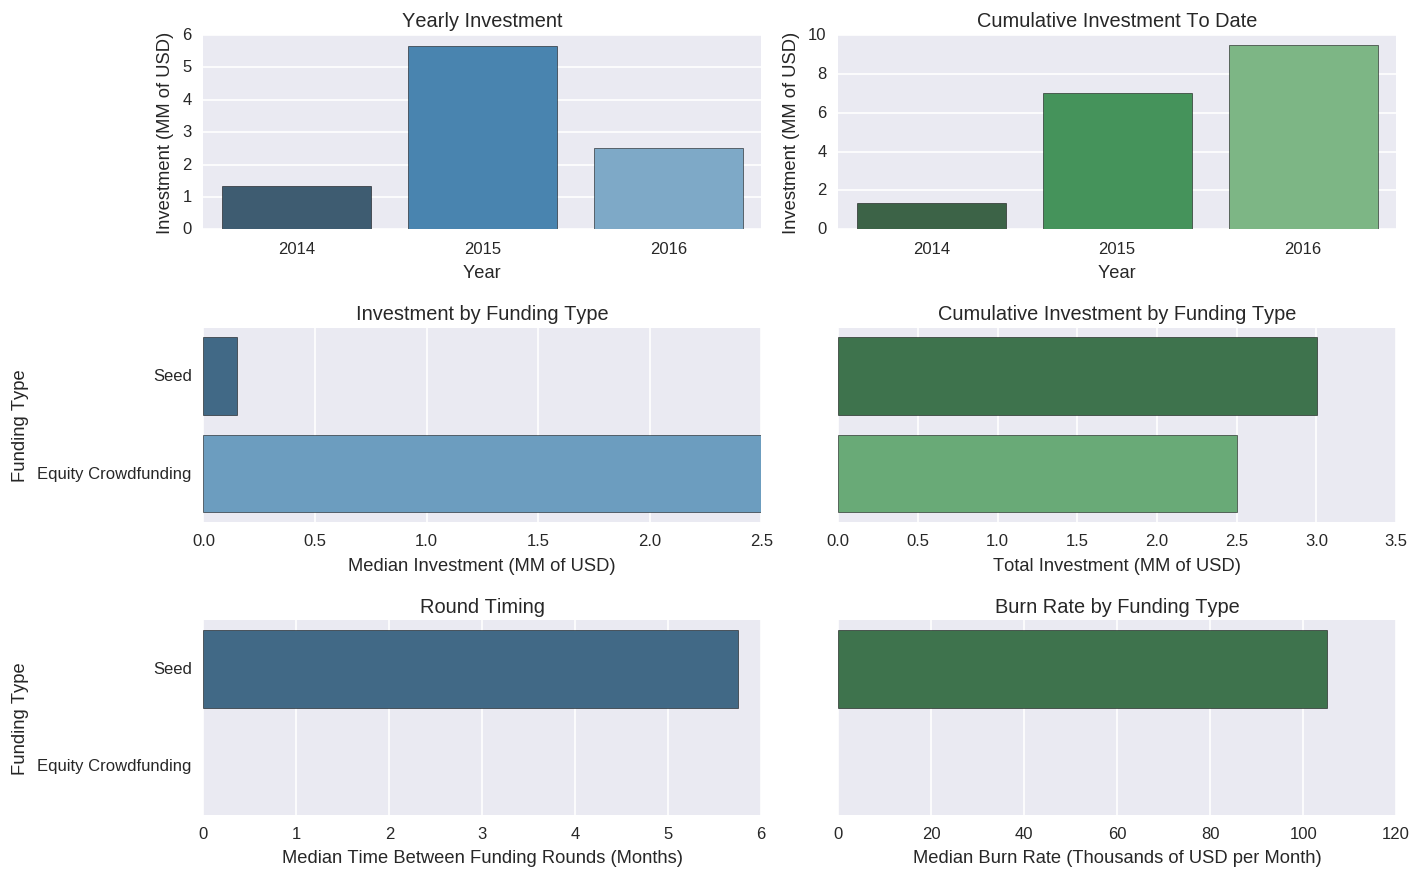 Yearly Investment
Investment (MM of USD)
6
5
4
3
2
1
0
2014 2015 2016
Year
Cumulative Investment To Date
Investment (MM of USD)
10
8
6
4
2
0
2014 2015 2016
Year
Investment by Funding Type
Funding Type
Seed
Equity Crowdfunding
0.0 0.5 1.0 1.5 2.0 2.5
Median Investment (MM of USD)
Cumulative Investment by Funding Type
0.0 0.5 1.0 1.5 2.0 2.5 3.0 3.5
Total Investment (MM of USD)
Round Timing
Funding Type
Seed
Equity Crowdfunding
0 1 2 3 4 5 6
Median Time Between Funding Rounds (Months)
Burn Rate by Funding Type
0 20 40 60 80 100 120
Median Burn Rate (Thousands of USD per Month)